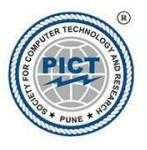 ®
SOCIETY FOR COMPUTER TECHNOLOGY AND RESEARCH
PICT
PUNE